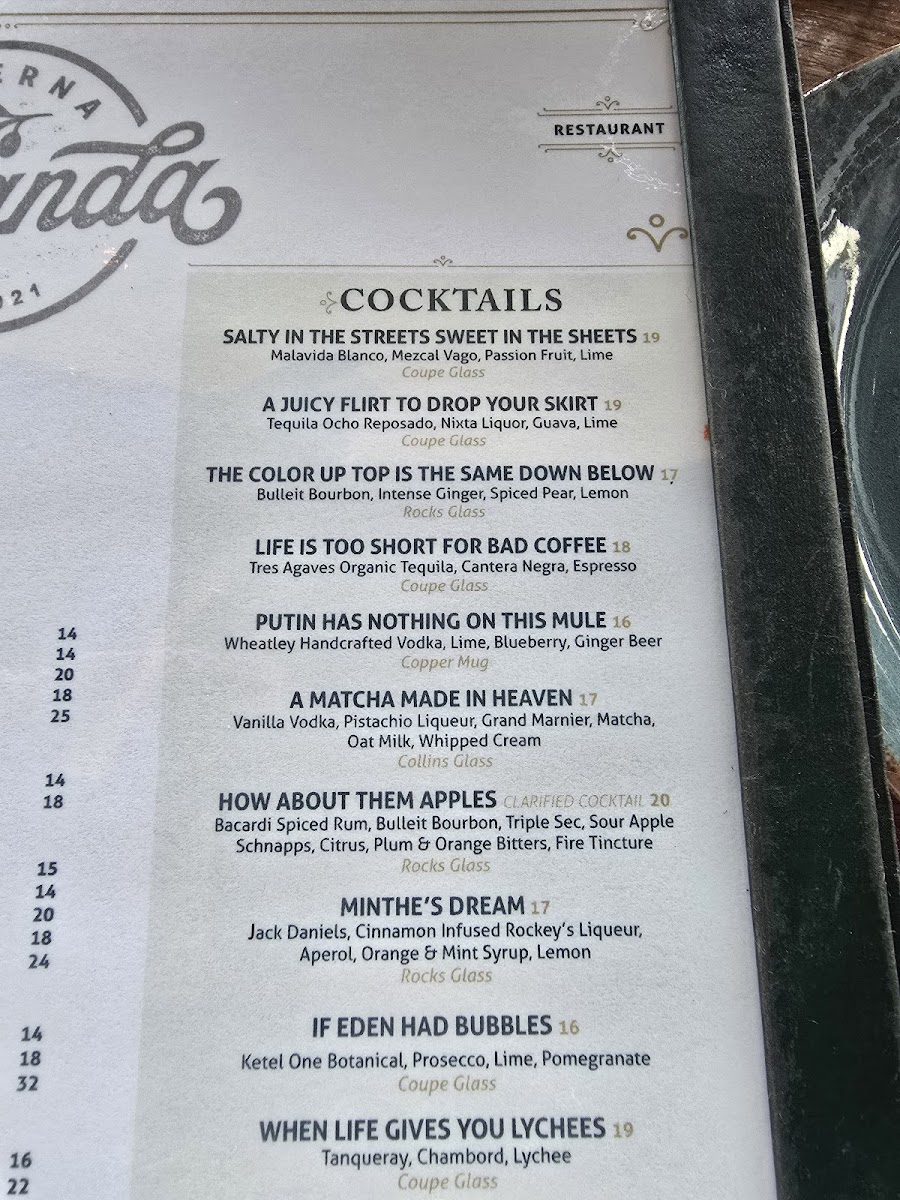 ERNA
anda
021
RESTAURANT
COCKTAILS
SALTY IN THE STREETS SWEET IN THE SHEETS 19
Malavida Blanco, Mezcal Vago, Passion Fruit, Lime
Coupe Glass
A JUICY FLIRT TO DROP YOUR SKIRT 19
Tequila Ocho Reposado, Nixta Liquor, Guava, Lime
Coupe Glass
THE COLOR UP TOP IS THE SAME DOWN BELOW 17
Bulleit Bourbon, Intense Ginger, Spiced Pear, Lemon
Rocks Glass
LIFE IS TOO SHORT FOR BAD COFFEE 18
Tres Agaves Organic Tequila, Cantera Negra, Espresso
Coupe Glass
PUTIN HAS NOTHING ON THIS MULE 16
Wheatley Handcrafted Vodka, Lime, Blueberry, Ginger Beer
Copper Mug
A MATCHA MADE IN HEAVEN 17
Vanilla Vodka, Pistachio Liqueur, Grand Marnier, Matcha,
Oat Milk, Whipped Cream
Collins Glass
HOW ABOUT THEM APPLES CLARIFIED COCKTAIL 20
Bacardi Spiced Rum, Bulleit Bourbon, Triple Sec, Sour Apple
Schnapps, Citrus, Plum & Orange Bitters, Fire Tincture
Rocks Glass
MINTHE'S DREAM 17
Jack Daniels, Cinnamon Infused Rockey's Liqueur,
Aperol, Orange & Mint Syrup, Lemon
Rocks Glass
IF EDEN HAD BUBBLES 16
Ketel One Botanical, Prosecco, Lime, Pomegranate
Coupe Glass
WHEN LIFE GIVES YOU LYCHEES 19
Tanqueray, Chambord, Lychee
Coupe Glass
14
14
20
18
25
14
18
15
14
20
18
24
14
18
32
16
22